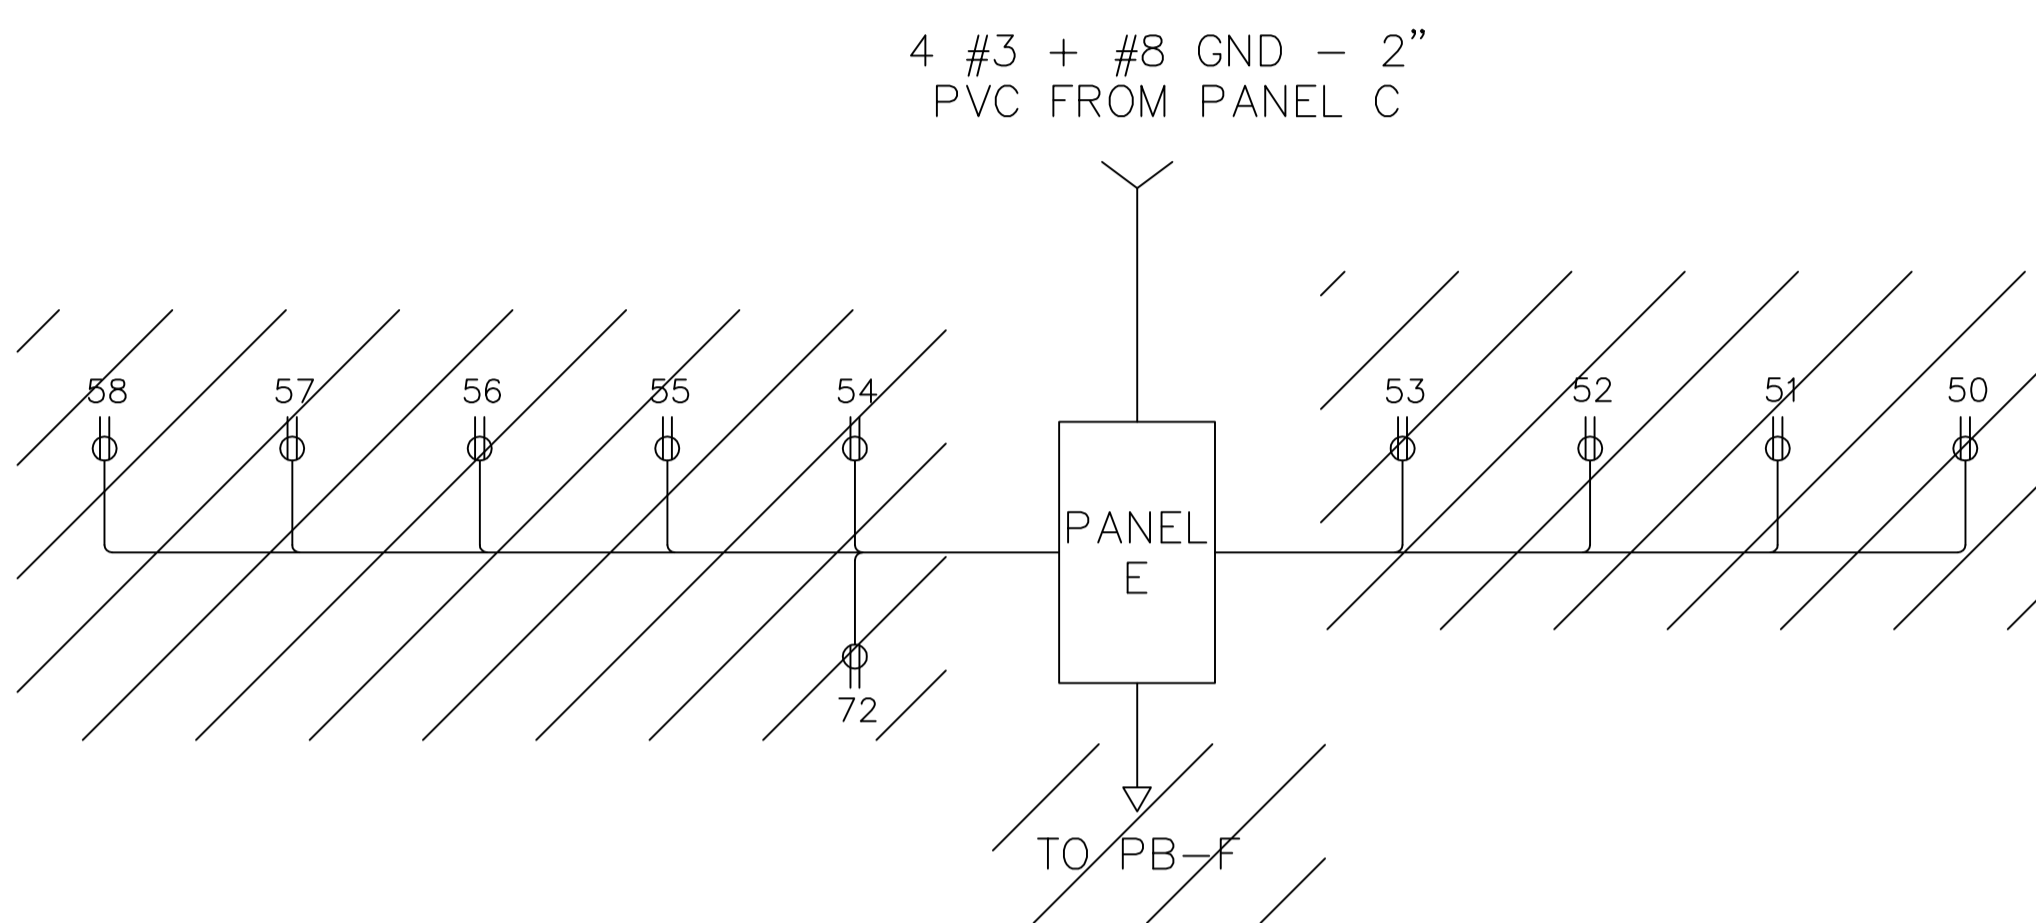 4 #3 + #8 GND - 2”
PVC FROM PANEL C
58 57 56 55 54 53 52 51 50
PANEL
E
72
TO PB-F